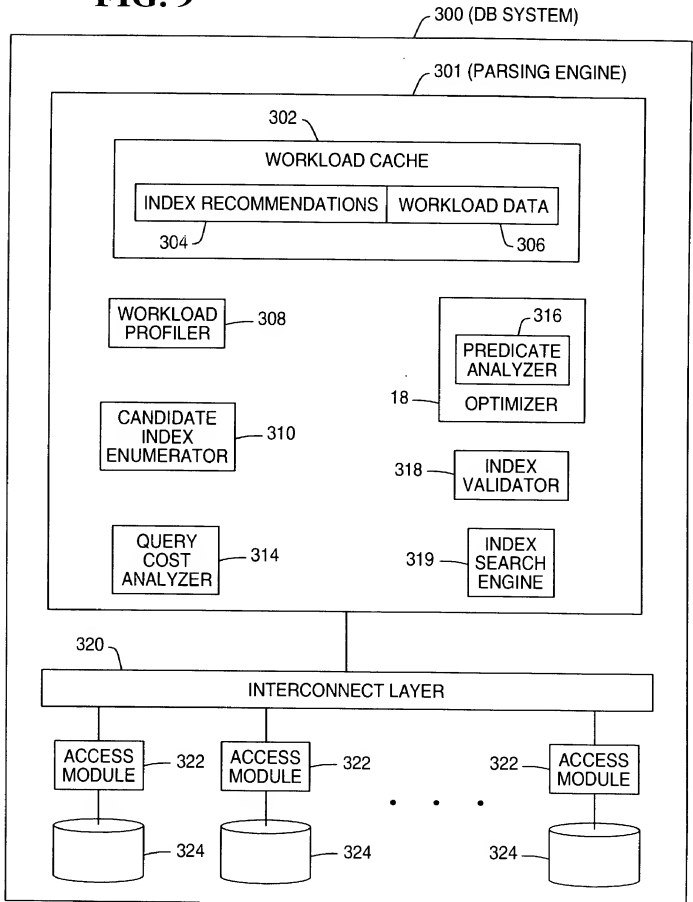 FIG. 9
300 (DB SYSTEM)
301 (PARSING ENGINE)
302
WORKLOAD CACHE
INDEX RECOMMENDATIONS
WORKLOAD DATA
304
306
WORKLOAD
PROFILER
308
316
PREDICATE
ANALYZER
18
OPTIMIZER
CANDIDATE
INDEX
ENUMERATOR
310
318
INDEX
VALIDATOR
QUERY
COST
ANALYZER
314
319
INDEX
SEARCH
ENGINE
320
INTERCONNECT LAYER
ACCESS
MODULE
322
ACCESS
MODULE
322
322
ACCESS
MODULE
324
324
324